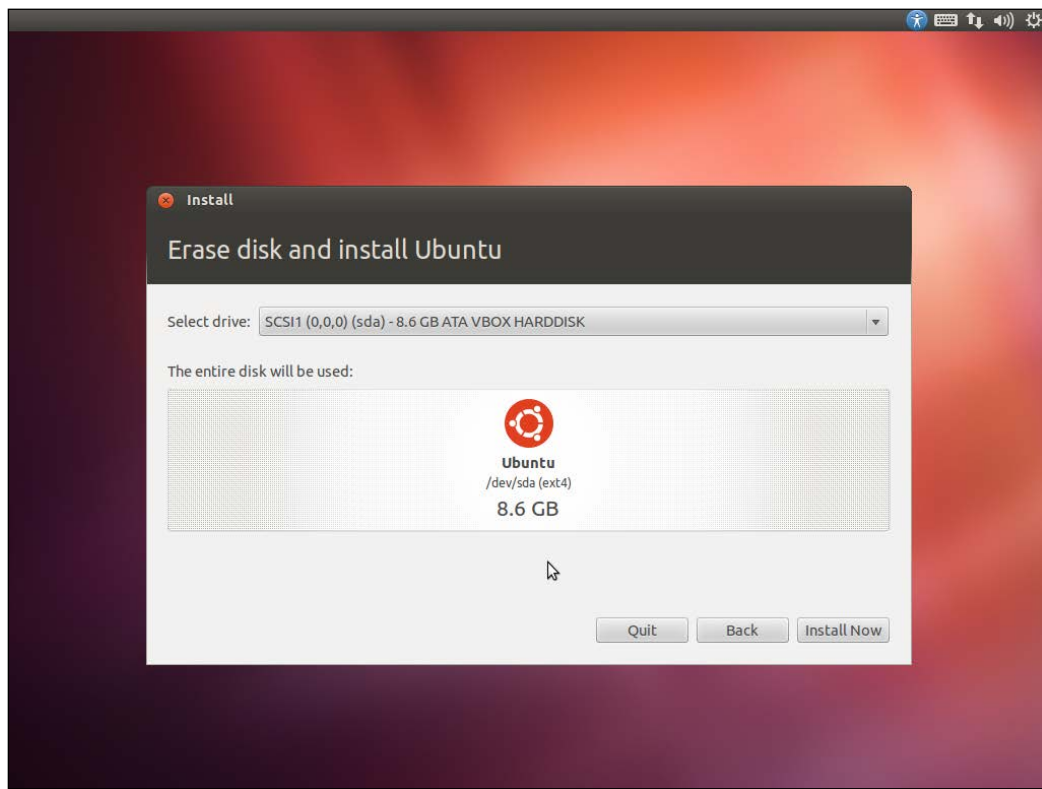 Install
Erase disk and install Ubuntu
Select drive: SCSI1 (0,0,0) (sda) - 8.6 GB ATA VBOX HARDDISK
The entire disk will be used:
Ubuntu
/dev/sda (ext4)
8.6 GB
Quit Back Install Now